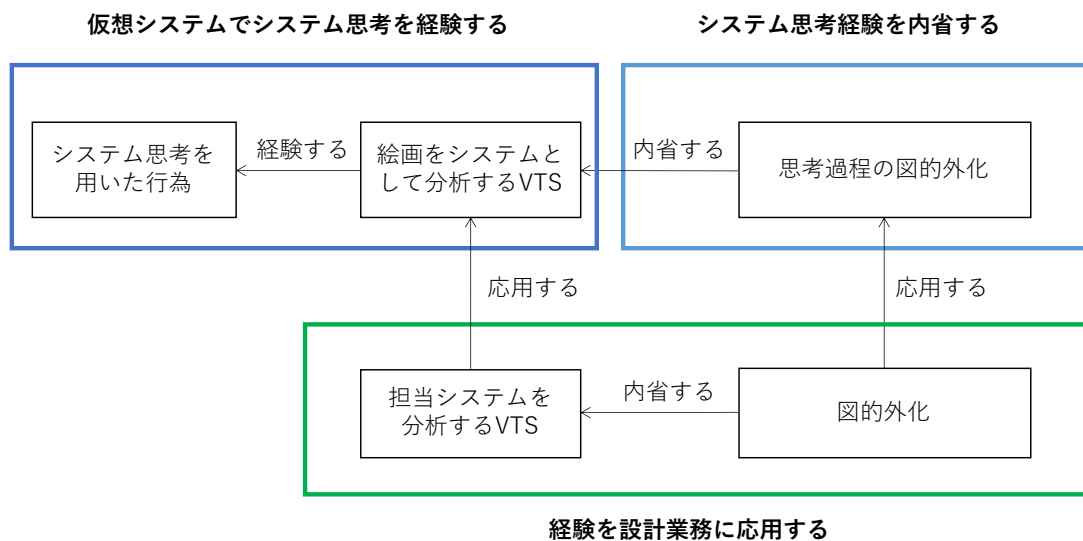 仮想システムでシステム思考を経験する
システム思考経験を内省する
システム思考を
用いた行為
経験する
絵画をシステムと
して分析するVTS
内省する
思考過程の図的外化
応用する
応用する
担当システムを
分析するVTS
内省する
図的外化
経験を設計業務に応用する